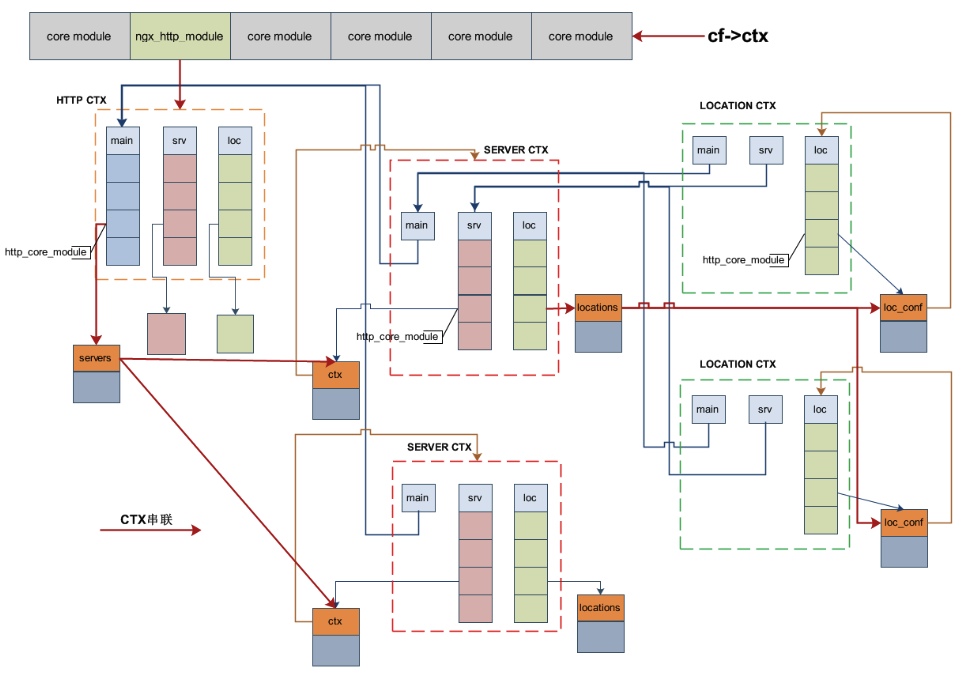 core module
ngx_http_module
core module
core module
core module
core module
cf->ctx
HTTP CTX
main
srv
loc
http_core_module
servers
SERVER CTX
main
srv
loc
http_core_module
locations
ctx
LOCATION CTX
main
srv
loc
http_core_module
loc_conf
LOCATION CTX
main
srv
loc
loc_conf
SERVER CTX
main
srv
loc
locations
ctx
CTX串联